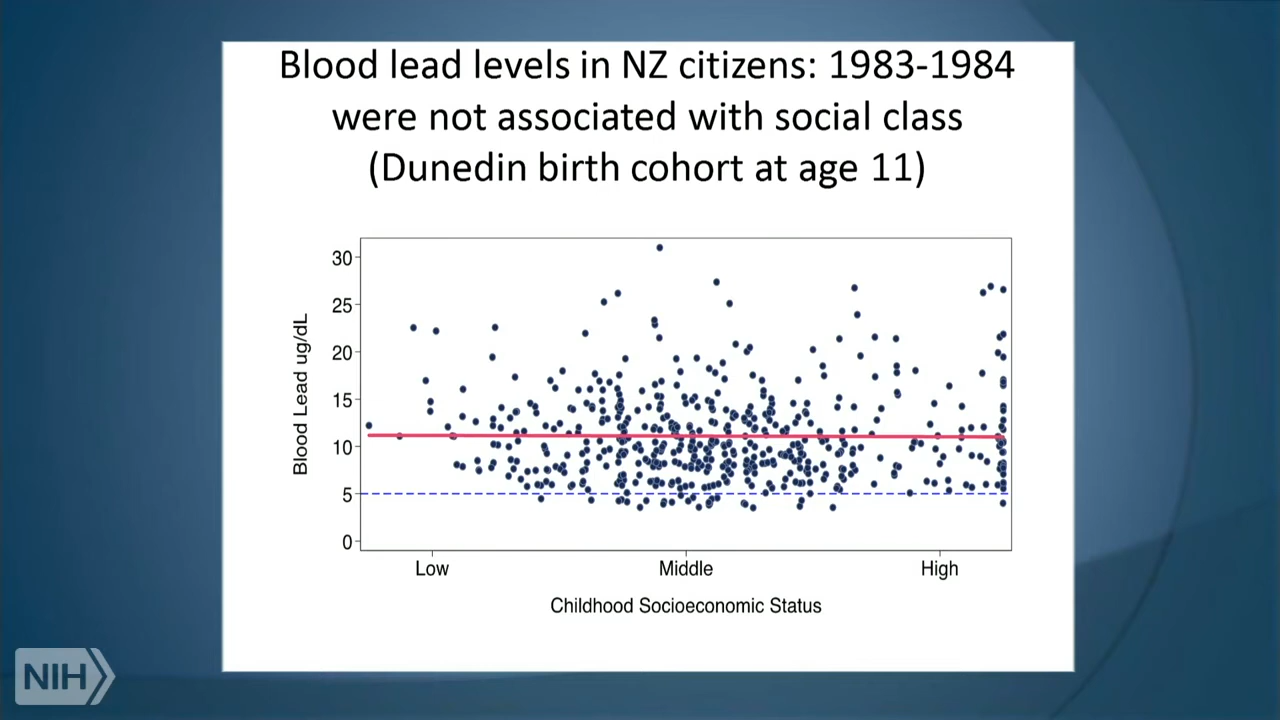 Blood lead levels in NZ citizens: 1983-1984
were not associated with social class
(Dunedin birth cohort at age 11)
30
25
20
15
10
5
0
Blood Lead ug/dL
Low Middle High
Childhood Socioeconomic Status
NIH